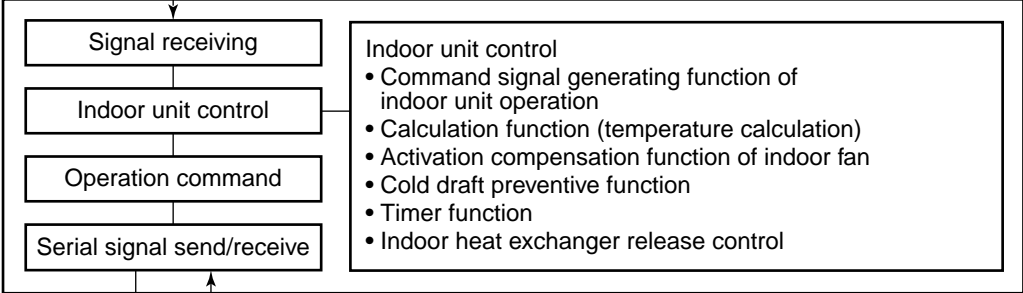 Signal receiving
Indoor unit control
Operation command
Serial signal send/receive
Indoor unit control
• Command signal generating function of
indoor unit operation
• Calculation function (temperature calculation)
• Activation compensation function of indoor fan
• Cold draft preventive function
• Timer function
• Indoor heat exchanger release control